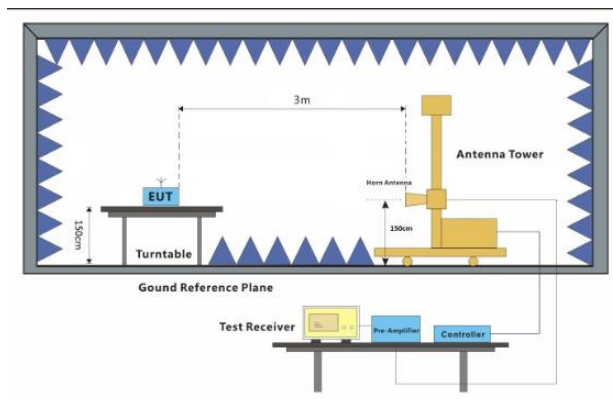 3m
Antenna Tower
Horn Antenna
EUT
150cm
150cm
Turntable
Gound Reference Plane
Test Receiver
Pre-Amplifier
Controller